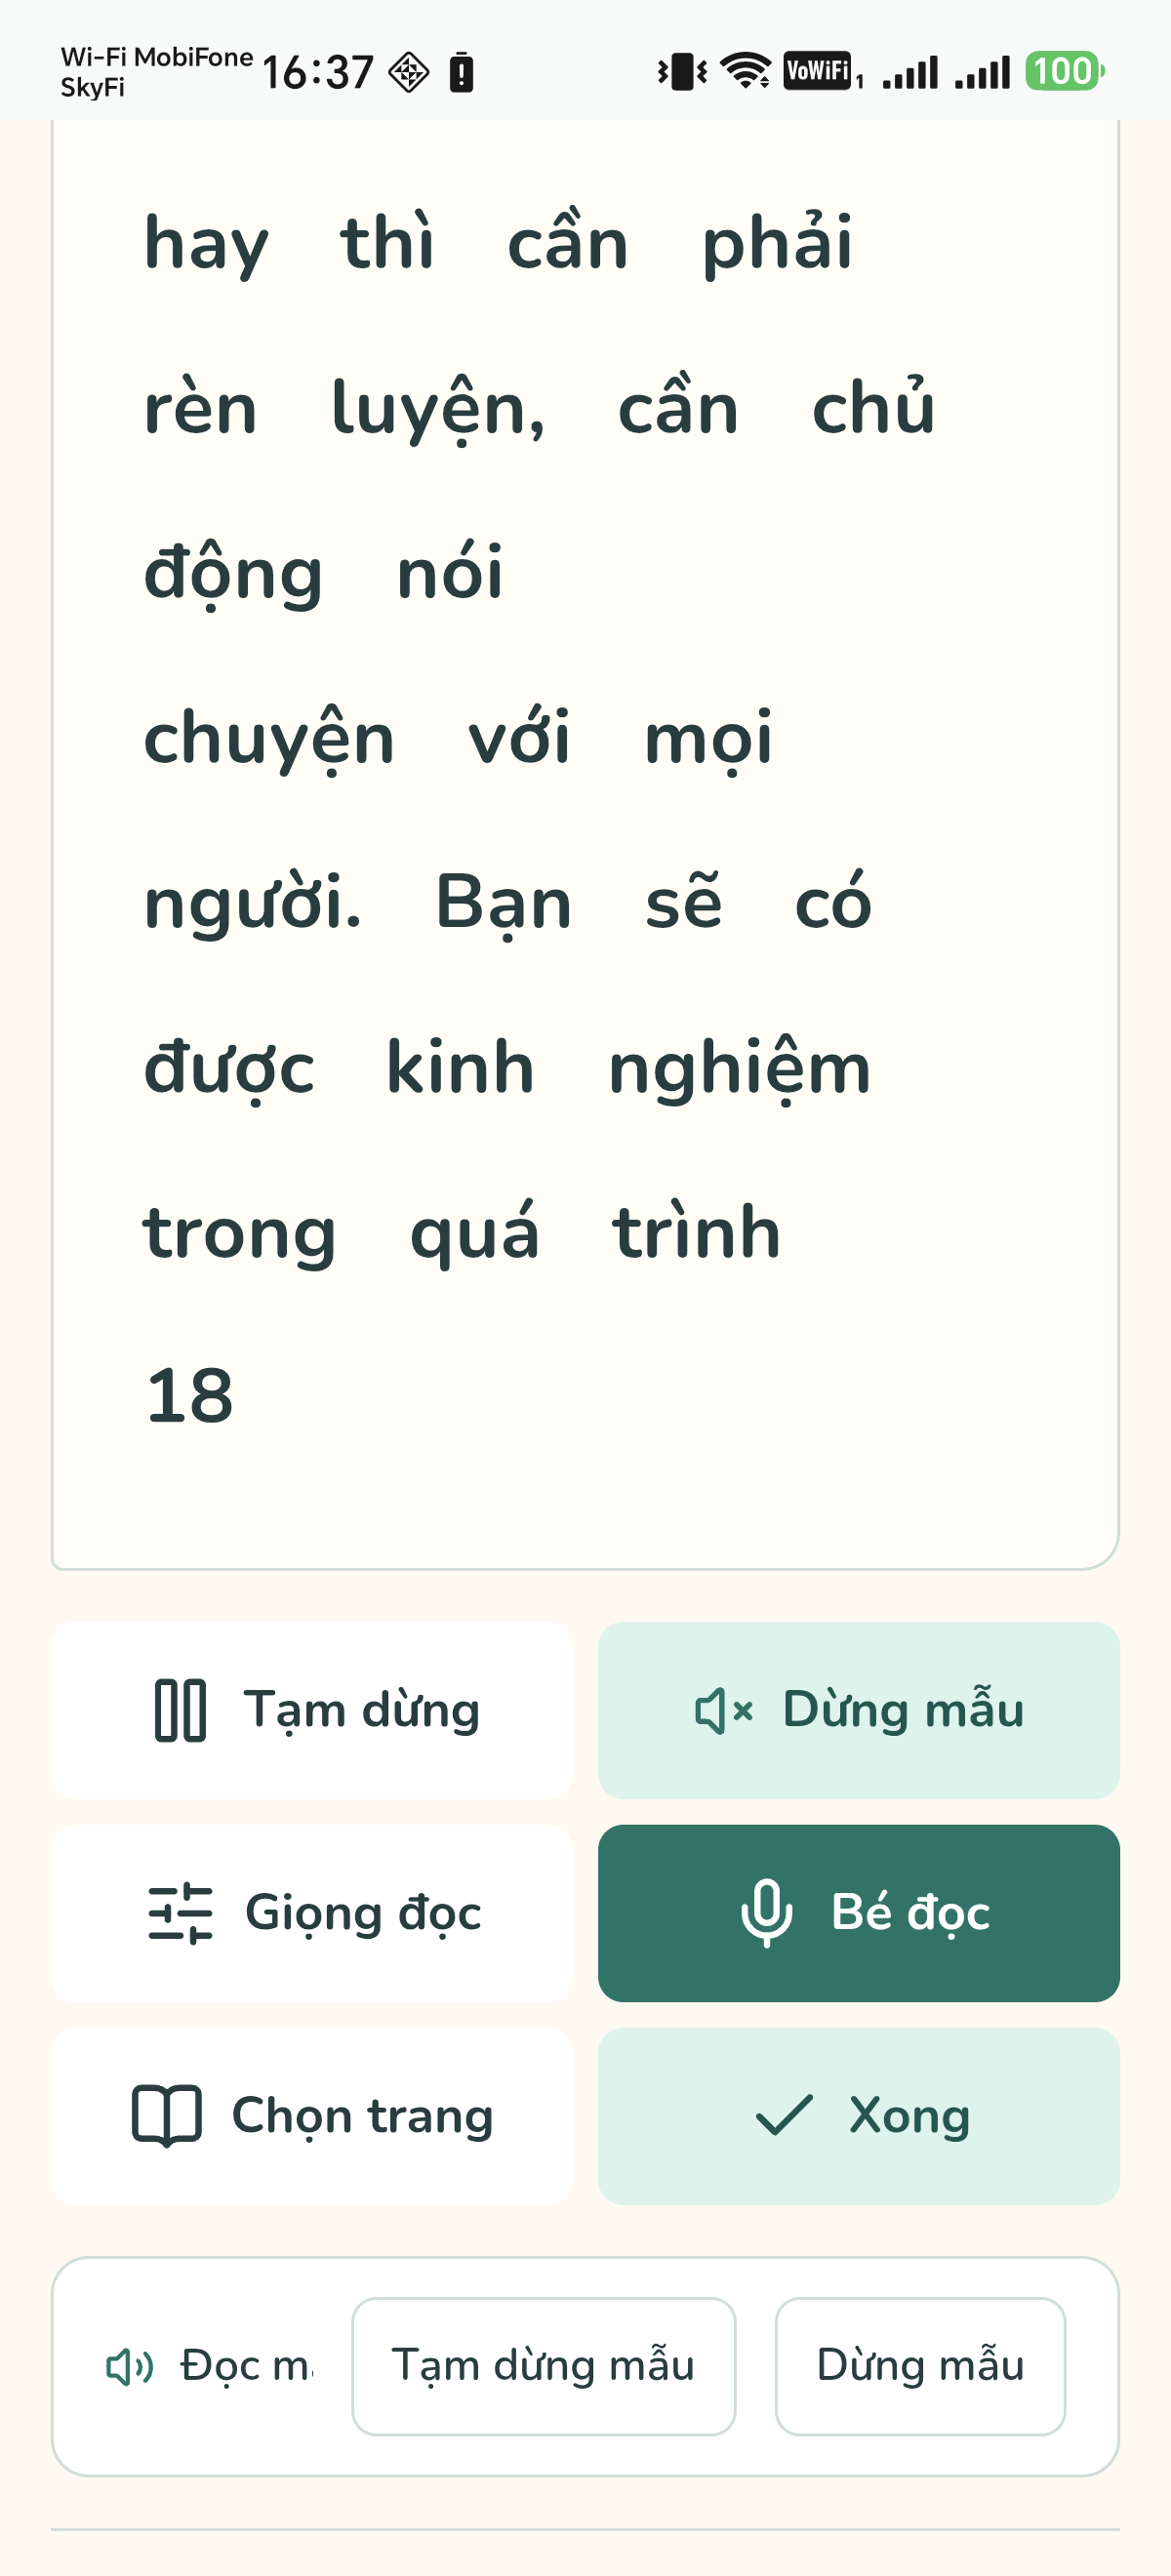 Wi-Fi MobiFone
SkyFi
16:37
VoWiFi 1
100
hay thì cần phải
rèn luyện, cần chủ
động nói
chuyện với mọi
người. Bạn sẽ có
được kinh nghiệm
trong quá trình
18
Tạm dừng
Dừng mẫu
Giọng đọc
Bé đọc
Chọn trang
Xong
Đọc m
Tạm dừng mẫu
Dừng mẫu